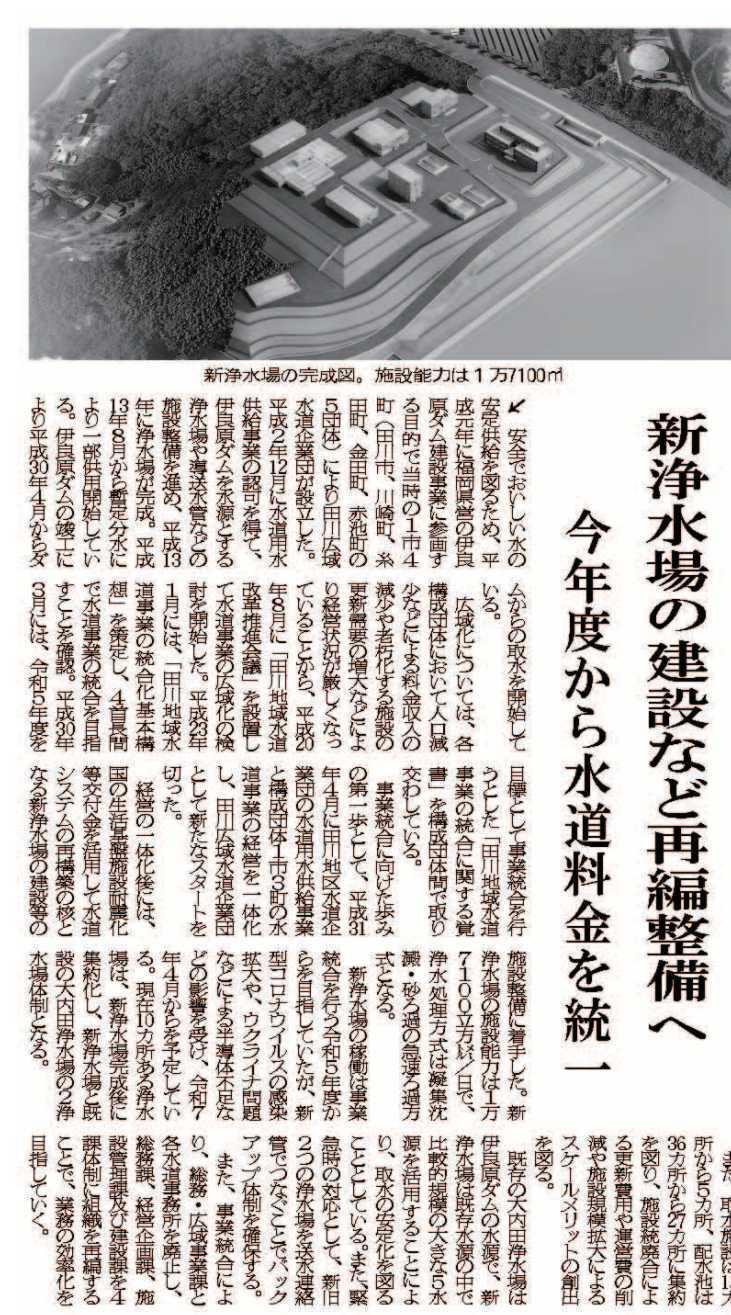 新浄水場の完成図。施設能力は1万7100㎥
新浄水場の建設など再編整備へ
今年度から水道料金を統一
↙ 安全でおいしい水の
安定供給を図るため、平
成元年に福岡県営の伊良
原ダム建設事業に参画す
る目的で当時の1市4
町(田川市、川崎町、糸
田町、金田町、赤池町の
5団体)により田川広域
水道企業団が設立した。
平成2年12月に水道用水
供給事業の認可を得て、
伊良原ダムを水源とする
浄水場や導送水管などの
施設整備を進め、平成13
年に浄水場が完成。平成
13年8月から暫定分水に
より一部供用開始してい
る。伊良原ダムの竣工に
より平成30年4月からダ
ムからの取水を開始して
いる。
広域化については、各
構成団体において人口減
少などによる料金収入の
減少や老朽化する施設の
更新需要の増大などによ
り経営状況が厳しくなっ
ていることから、平成20
年8月に「田川地域水道
改革推進会議」を設置し
て水道事業の広域化の検
討を開始した。平成23年
1月には、「田川地域水
道事業の統合化基本構
想」を策定し、4首長間
で水道事業の統合を目指
すことを確認。平成30年
3月には、令和5年度を
目標として事業統合を行
うとした「田川地域水道
事業の統合に関する覚
書」を構成団体間で取り
交わしている。
事業統合に向けた歩み
の第一歩として、平成31
年4月に田川地区水道企
業団の水道用水供給事業
と構成団体1市3町の水
道事業の経営を一体化
し、田川広域水道企業団
として新たなスタートを
切った。
経営の一体化後には、
国の生活基盤施設耐震化
等交付金を活用して水道
システムの再構築の核と
なる新浄水場の建設等の
施設整備に着手した。新
浄水場の施設能力は1万
7100立方㍍/日で、
浄水処理方式は凝集沈
澱・砂ろ過の急速ろ過方
式となる。
新浄水場の稼働は事業
統合を行う令和5年度か
らを目指していたが、新
型コロナウイルスの感染
拡大や、ウクライナ問題
などによる半導体不足な
どの影響を受け、令和7
年4月からを予定してい
る。現在10カ所ある浄水
場は、新浄水場完成後に
集約化し、新浄水場と既
設の大内田浄水場の2浄
水場体制となる。
また、取水施設は
所から5カ所、配水池は
36カ所から27カ所に集約
を図り、施設統廃合によ
る更新費用や運営費の削
減や施設規模拡大による
スケールメリットの創出
を図る。
既存の大内田浄水場は
伊良原ダムの水源で、新
浄水場は既存水源の中で
比較的規模の大きな5水
源を活用することによ
り、取水の安定化を図る
こととしている。また、緊
急時の対応として、新旧
2つの浄水場を送水連絡
管でつなぐことでバック
アップ体制を確保する。
また、事業統合によ
り、総務・広域事業課と
各水道事務所を廃止し、
総務課、経営企画課、施
設管理課及び建設課を4
課体制に組織を再編する
ことで、業務の効率化を
目指していく。